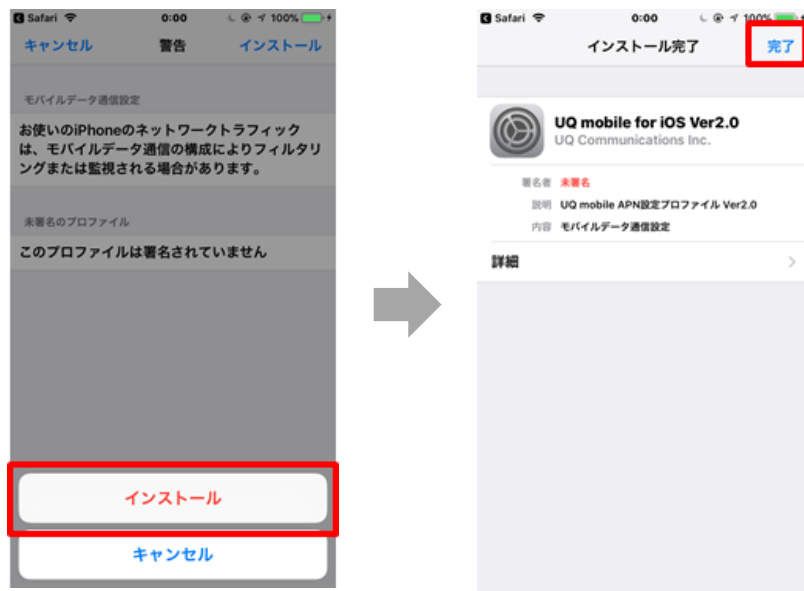 Safari 0:00 100%
キャンセル 警告 インストール
モバイルデータ通信設定
お使いのiPhoneのネットワークトラフィック
は、モバイルデータ通信の構成によりフィルタリ
ングまたは監視される場合があります。
未署名のプロファイル
このプロファイルは署名されていません
インストール
キャンセル
Safari 0:00 100%
インストール完了 完了
UQ mobile for iOS Ver2.0
UQ Communications Inc.
署名者 未署名
説明 UQ mobile APN設定プロファイル Ver2.0
内容 モバイルデータ通信設定
詳細